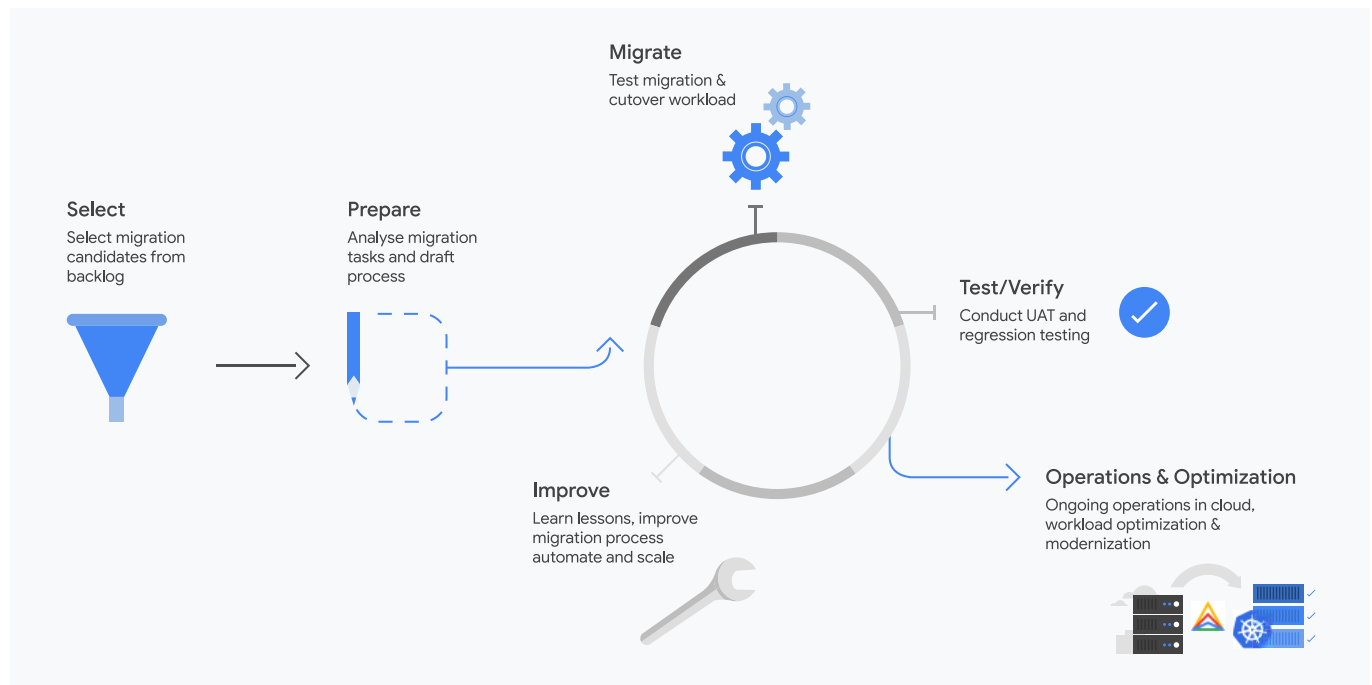 Migrate
Test migration &
cutover workload
Select
Select migration
candidates from
backlog
Prepare
Analyse migration
tasks and draft
process
Test/Verify
Conduct UAT and
regression testing
Improve
Learn lessons, improve
migration process
automate and scale
Operations & Optimization
Ongoing operations in cloud,
workload optimization &
modernization